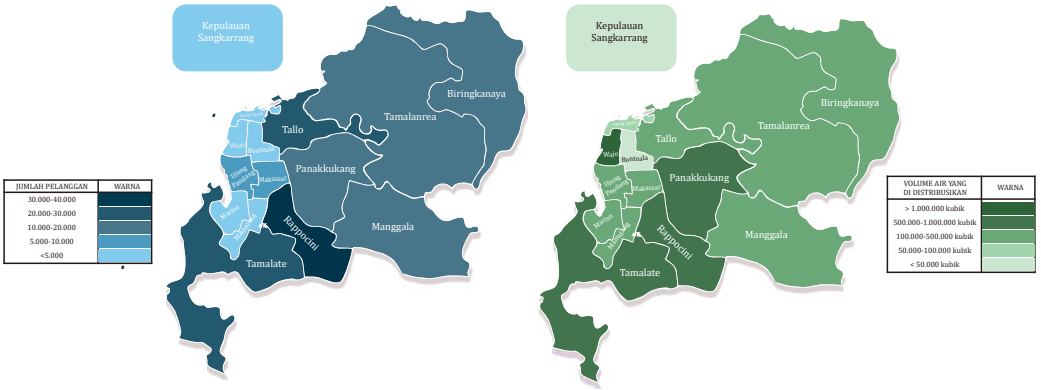 Kepulauan
Sangkarrang
Biringkanaya
Tamalanrea
Tallo
Wajo
Bontoala
Panakkukang
Ujung
Pandang
Makassar
Mariso
Rappocini
Manggala
Tamalate
JUMLAH PELANGGAN WARNA
30.000-40.000
20.000-30.000
10.000-20.000
5.000-10.000
<5.000
Kepulauan
Sangkarrang
Biringkanaya
Tamalanrea
Tallo
Wajo
Bontoala
Panakkukang
Ujung
Pandang
Makassar
Mariso
Rappocini
Manggala
Tamalate
VOLUME AIR YANG
DI DISTRIBUSIKAN WARNA
> 1.000.000 kubik
500.000-1.000.000 kubik
100.000-500.000 kubik
50.000-100.000 kubik
< 50.000 kubik